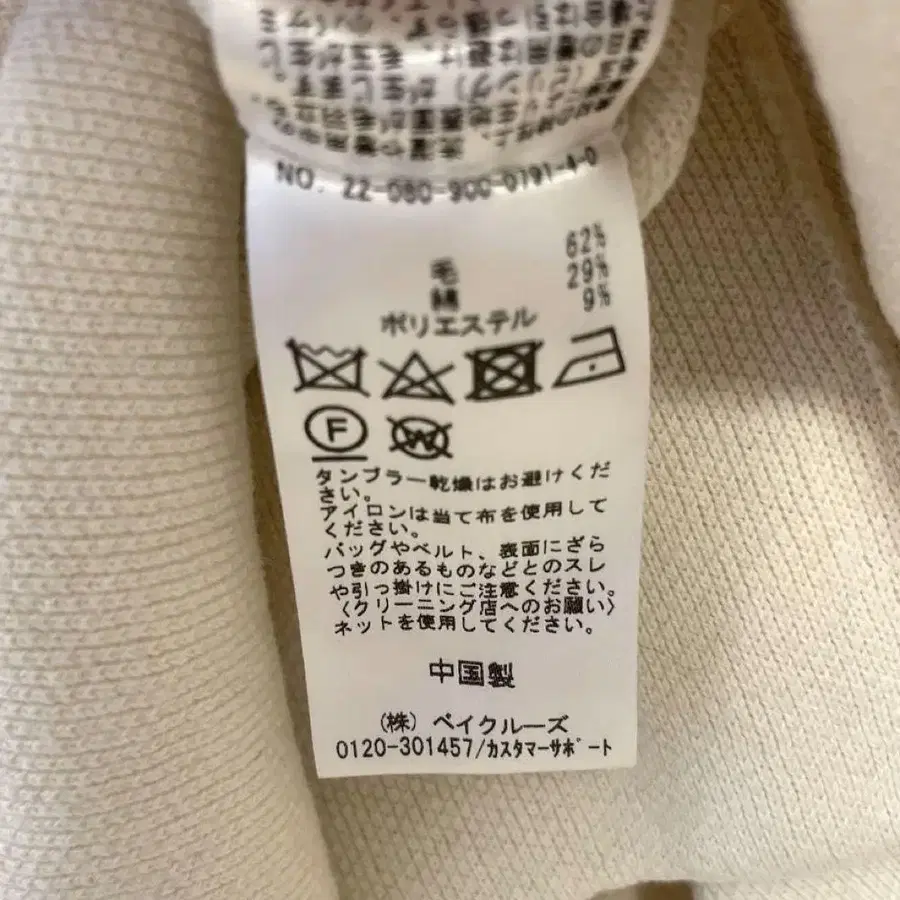 NO. 22-080-900-0791-4-0
毛 62%
綿 29%
ポリエステル 9%
F
W
タンブラー乾燥はお避けくだ
さい。
アイロンは当て布を使用して
ください。
バッグやベルト、表面にざら
つきのあるものなどとのスレ
や引っ掛けにご注意ください。
〈クリーニング店へのお願い〉
ネットを使用してください。
中国製
(株) ベイクルーズ
0120-301457/カスタマーサポート